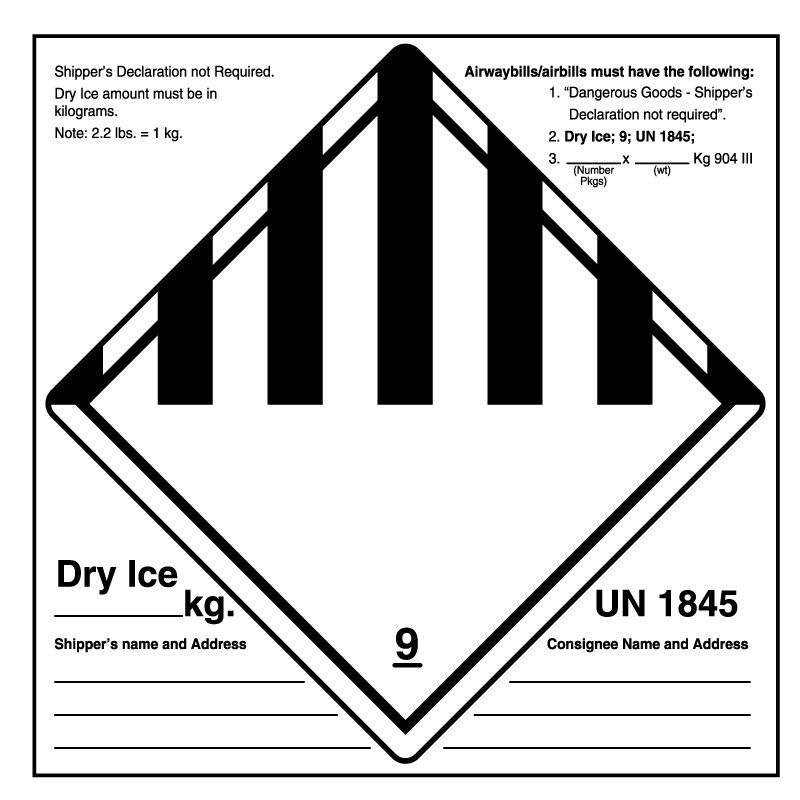 Shipper's Declaration not Required.
Dry Ice amount must be in
kilograms.
Note: 2.2 lbs. = 1 kg.
Airwaybills/airbills must have the following:
1. “Dangerous Goods - Shipper's
Declaration not required”.
2. Dry Ice; 9; UN 1845;
3. ________ x ________ Kg 904 III
(Number
Pkgs)
(wt)
Dry Ice
________kg.
UN 1845
9
Shipper's name and Address
Consignee Name and Address